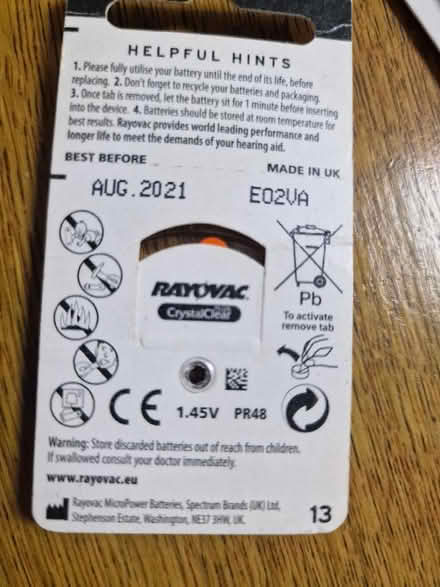 HELPFUL HINTS
1. Please fully utilise your battery until the end of its life, before
replacing. 2. Don't forget to recycle your batteries and packaging.
3. Once tab is removed, let the battery sit for 1 minute before inserting
into the device. 4. Batteries should be stored at room temperature for
best results. Rayovac provides world leading performance and
longer life to meet the demands of your hearing aid.
BEST BEFORE
MADE IN UK
AUG.2021 E02VA
RAYOVAC
CrystalClear
Pb
To activate
remove tab
CE 1.45V PR48
Warning: Store discarded batteries out of reach from children.
If swallowed consult your doctor immediately.
www.rayovac.eu
Rayovac MicroPower Batteries, Spectrum Brands (UK) Ltd,
Stephenson Estate, Washington, NE37 3HW, UK.
13